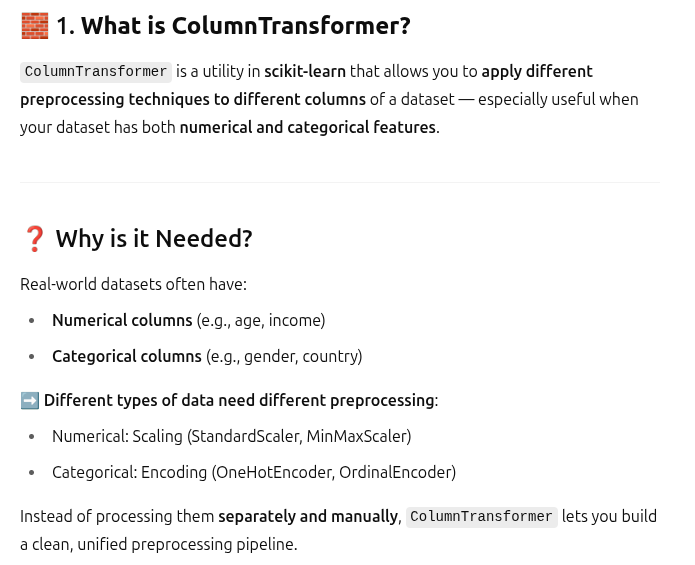 🧱 1. What is ColumnTransformer?
ColumnTransformer is a utility in scikit-learn that allows you to apply different
preprocessing techniques to different columns of a dataset — especially useful when
your dataset has both numerical and categorical features.
❓ Why is it Needed?
Real-world datasets often have:
• Numerical columns (e.g., age, income)
• Categorical columns (e.g., gender, country)
➡️ Different types of data need different preprocessing:
• Numerical: Scaling (StandardScaler, MinMaxScaler)
• Categorical: Encoding (OneHotEncoder, OrdinalEncoder)
Instead of processing them separately and manually, ColumnTransformer lets you build
a clean, unified preprocessing pipeline.